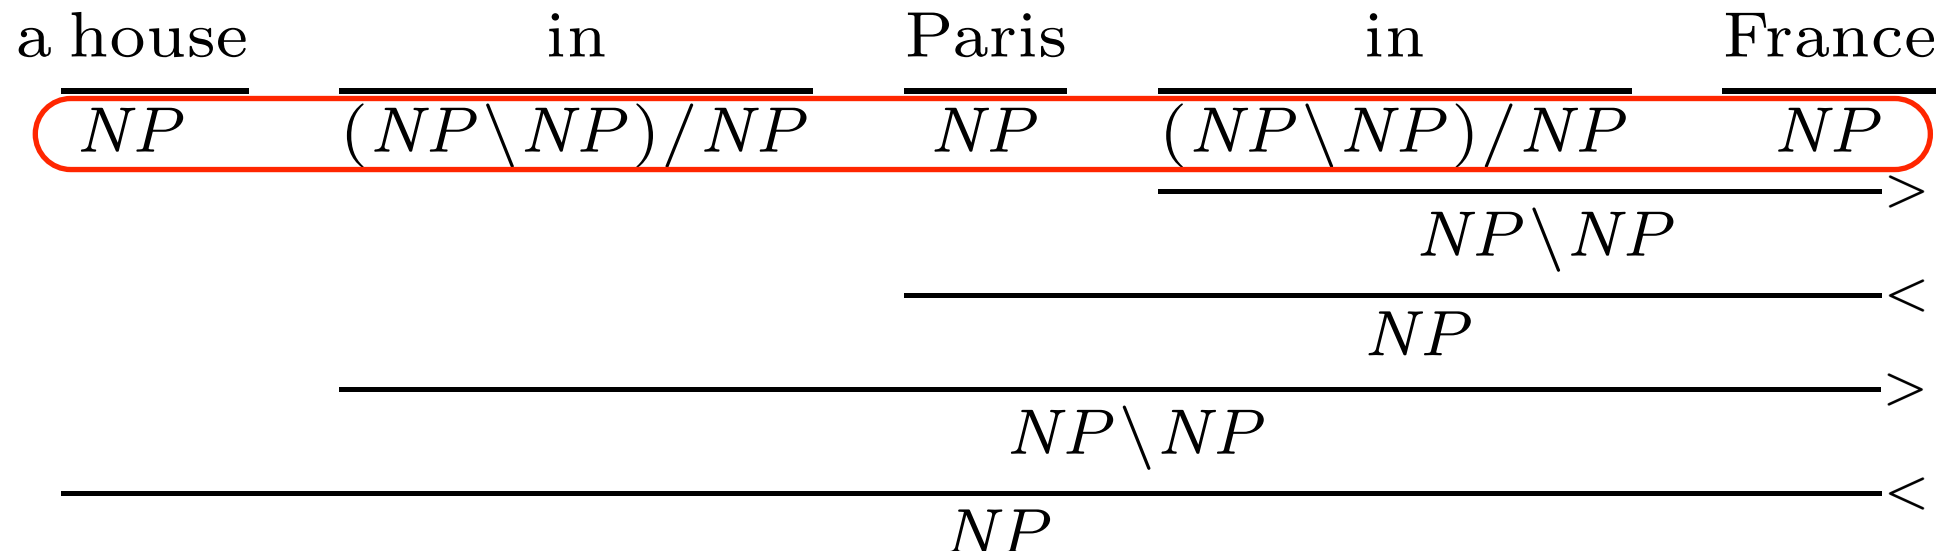 a house in Paris in France
NP (NP\NP)/NP NP (NP\NP)/NP NP
>
NP\NP
<
NP
>
NP\NP
<
NP